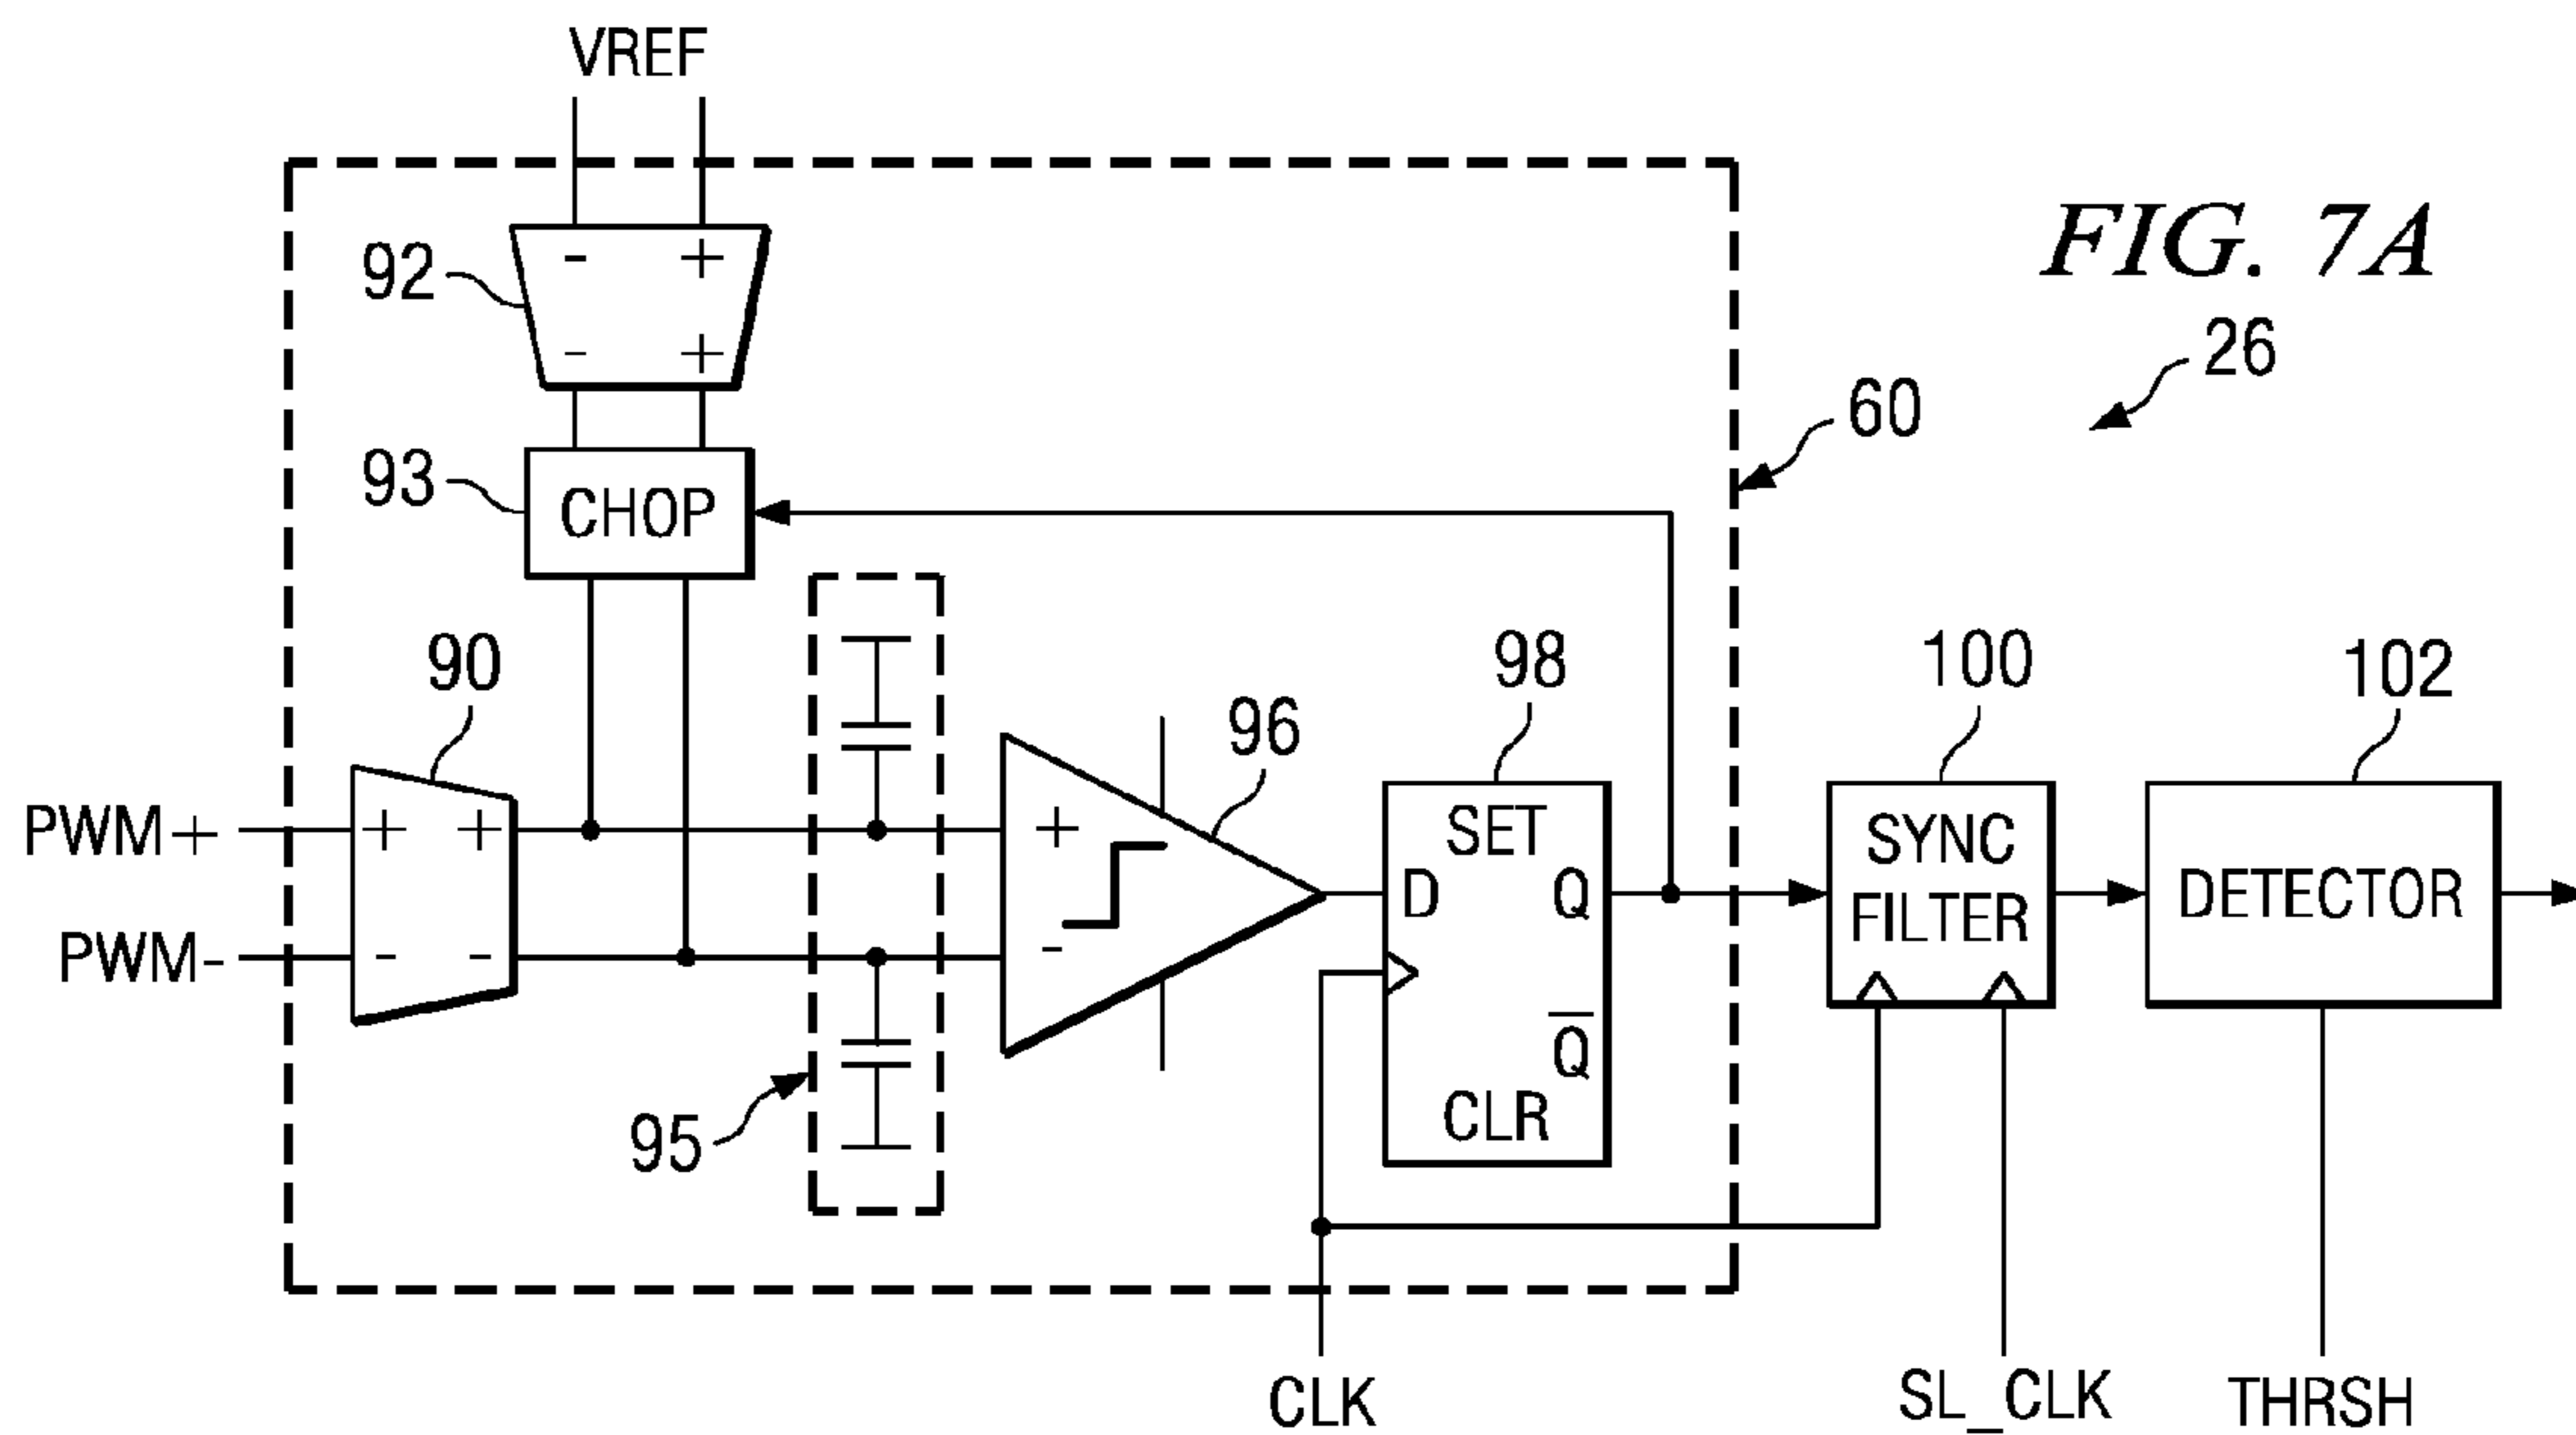 VREF
FIG. 7A
92
- +
- +
26
60
93
CHOP
90
96
98
100
102
PWM+
+ +
+
SET
SYNC
FILTER
D
Q
DETECTOR
PWM-
- -
-
Q̅
95
CLR
CLK
SL_CLK
THRSH